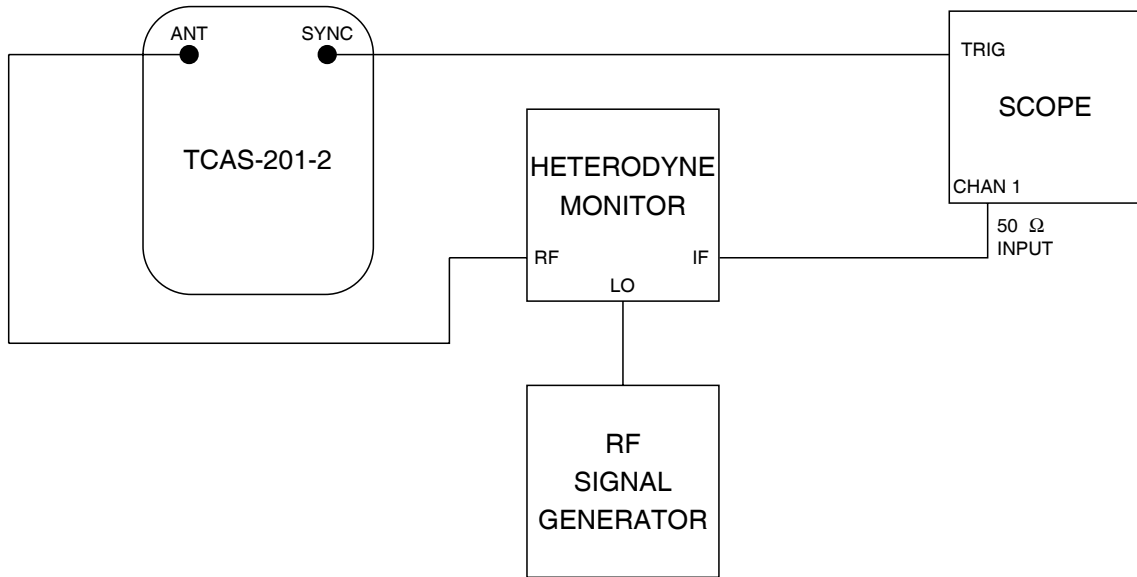 ANT
SYNC
TCAS-201-2
TRIG
SCOPE
CHAN 1
50 Ω
INPUT
HETERODYNE
MONITOR
RF
IF
LO
RF
SIGNAL
GENERATOR